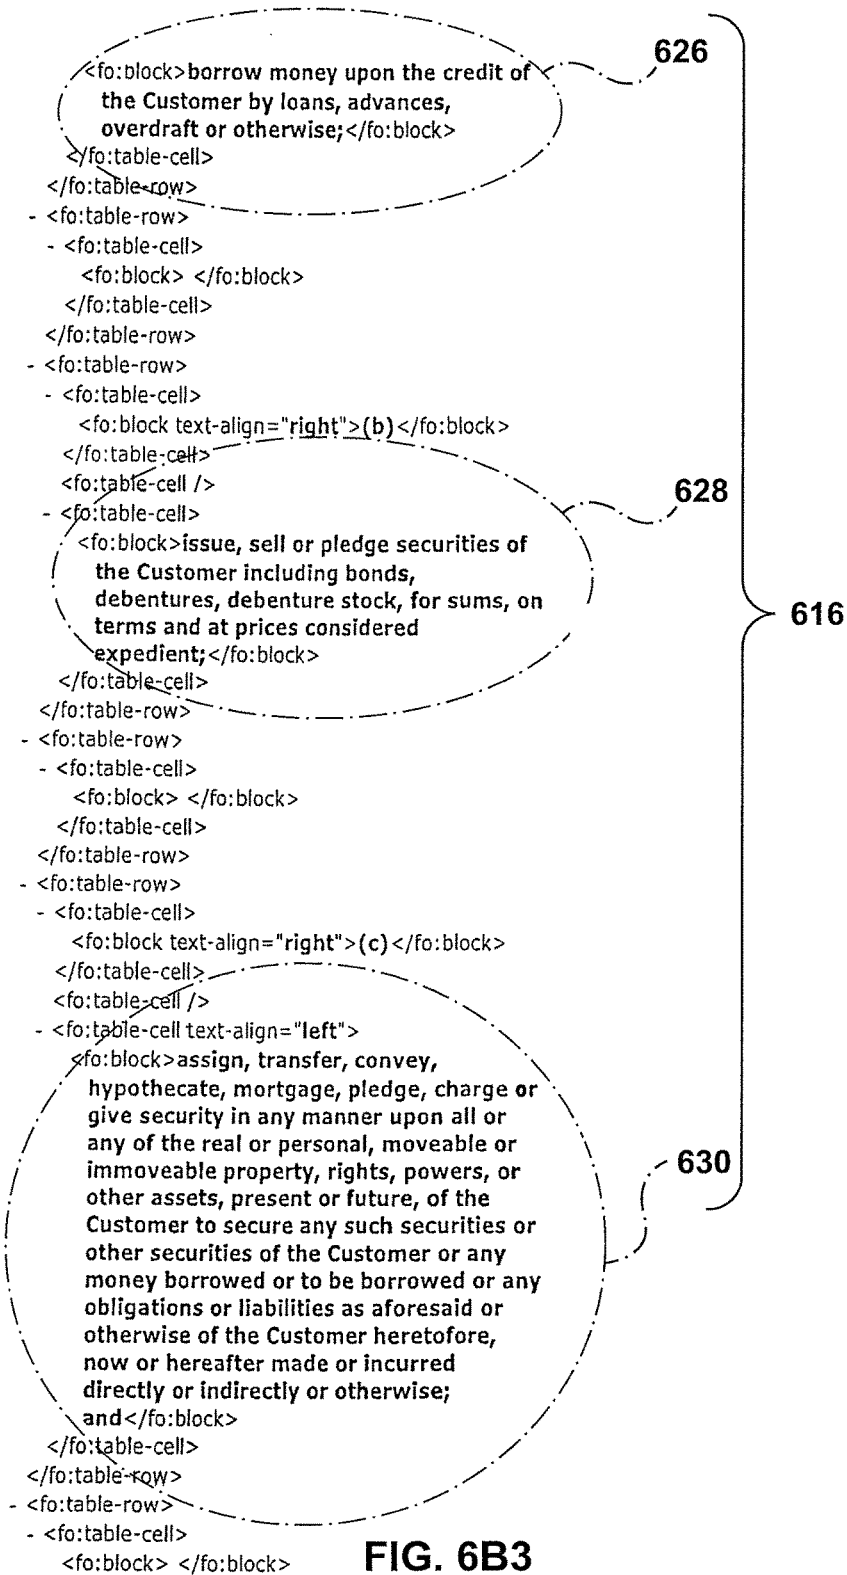 626
<fo:block>borrow money upon the credit of
the Customer by loans, advances,
overdraft or otherwise;</fo:block>
</fo:table-cell>
</fo:table-row>
- <fo:table-row>
- <fo:table-cell>
<fo:block> </fo:block>
</fo:table-cell>
</fo:table-row>
- <fo:table-row>
- <fo:table-cell>
<fo:block text-align="right">(b)</fo:block>
</fo:table-cell>
<fo:table-cell />
628
- <fo:table-cell>
<fo:block>issue, sell or pledge securities of
the Customer including bonds,
debentures, debenture stock, for sums, on
616
terms and at prices considered
expedient;</fo:block>
</fo:table-cell>
</fo:table-row>
- <fo:table-row>
- <fo:table-cell>
<fo:block> </fo:block>
</fo:table-cell>
</fo:table-row>
- <fo:table-row>
- <fo:table-cell>
<fo:block text-align="right">(c)</fo:block>
</fo:table-cell>
<fo:table-cell />
- <fo:table-cell text-align="left">
<fo:block>assign, transfer, convey,
hypothecate, mortgage, pledge, charge or
give security in any manner upon all or
any of the real or personal, moveable or
630
immoveable property, rights, powers, or
other assets, present or future, of the
Customer to secure any such securities or
other securities of the Customer or any
money borrowed or to be borrowed or any
obligations or liabilities as aforesaid or
otherwise of the Customer heretofore,
now or hereafter made or incurred
directly or indirectly or otherwise;
and</fo:block>
</fo:table-cell>
</fo:table-row>
- <fo:table-row>
- <fo:table-cell>
<fo:block> </fo:block>
FIG. 6B3